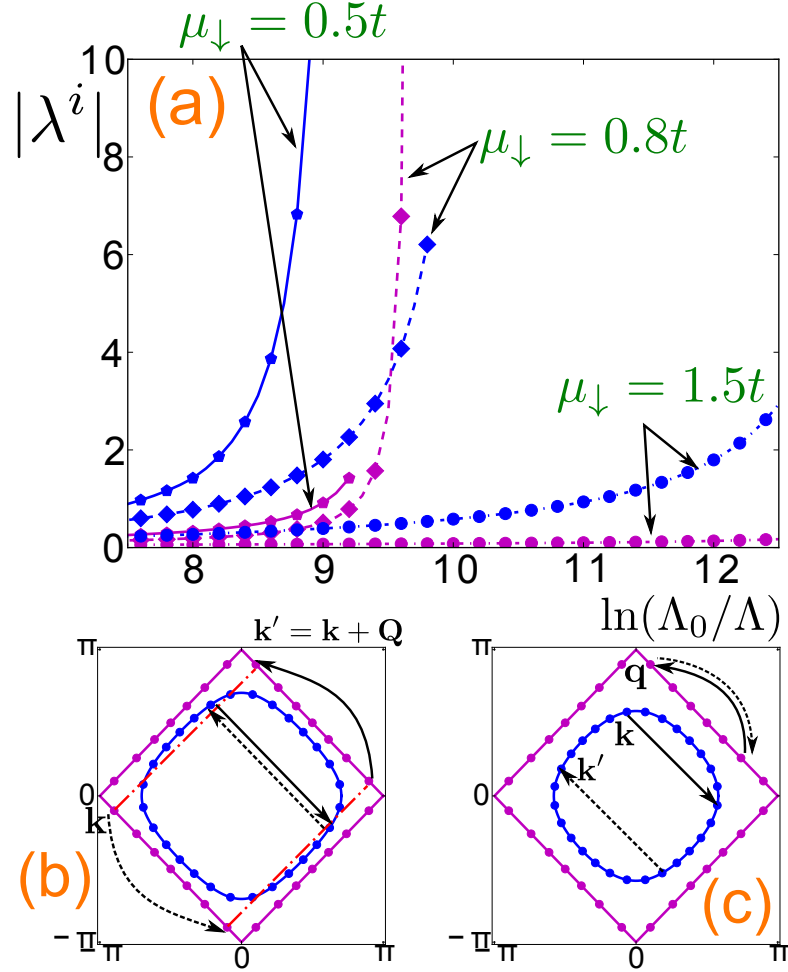 μ↓ = 0.5t
|λ^i|
(a)
10
8
6
4
2
0
μ↓ = 0.8t
μ↓ = 1.5t
8 9 10 11 12
ln(Λ₀/Λ)
k′ = k + Q
π
0
−π
−π 0 π
k
(b)
π
0
−π
−π 0 π
q
k
k′
(c)